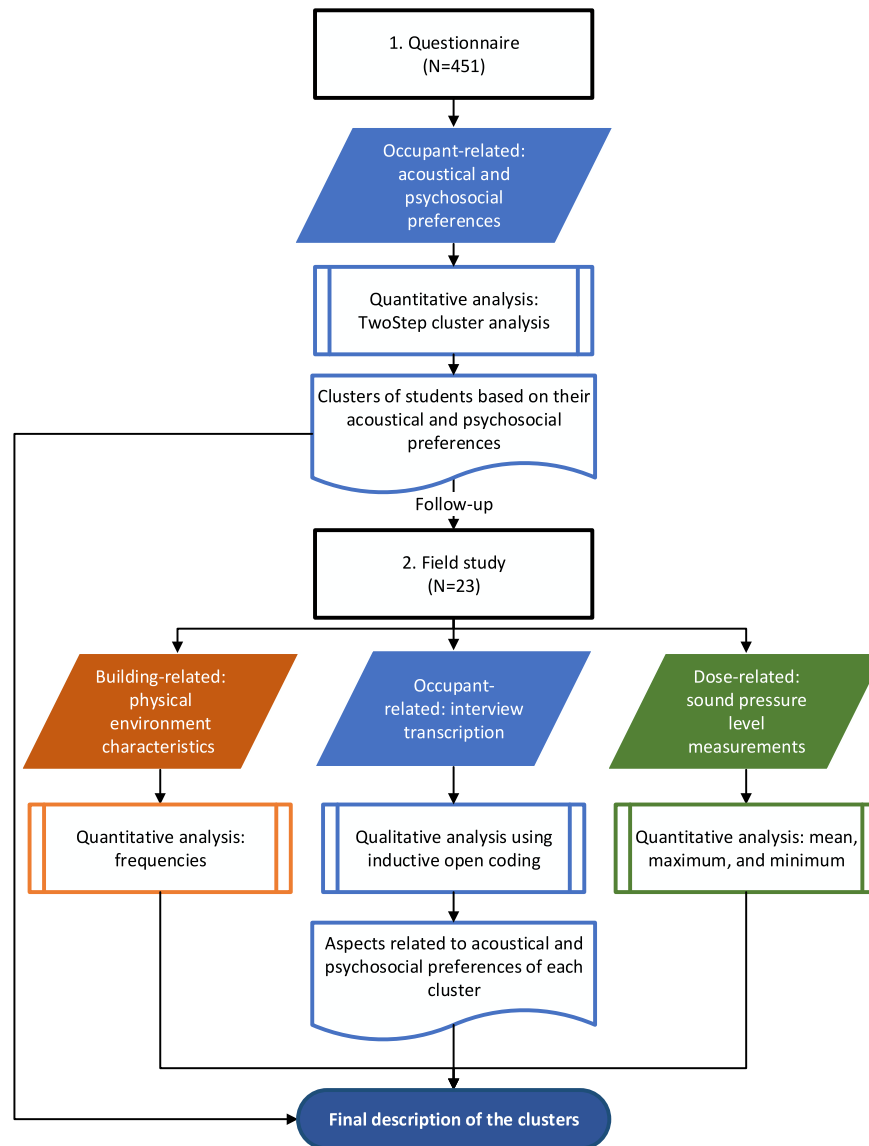 1. Questionnaire
(N=451)
Occupant-related:
acoustical and
psychosocial
preferences
Quantitative analysis:
TwoStep cluster analysis
Clusters of students based on their
acoustical and psychosocial
preferences
Follow-up
2. Field study
(N=23)
Building-related:
physical
environment
characteristics
Occupant-
related: interview
transcription
Dose-related:
sound pressure
level
measurements
Quantitative analysis:
frequencies
Qualitative analysis using
inductive open coding
Quantitative analysis: mean,
maximum, and minimum
Aspects related to acoustical and
psychosocial preferences of each
cluster
Final description of the clusters